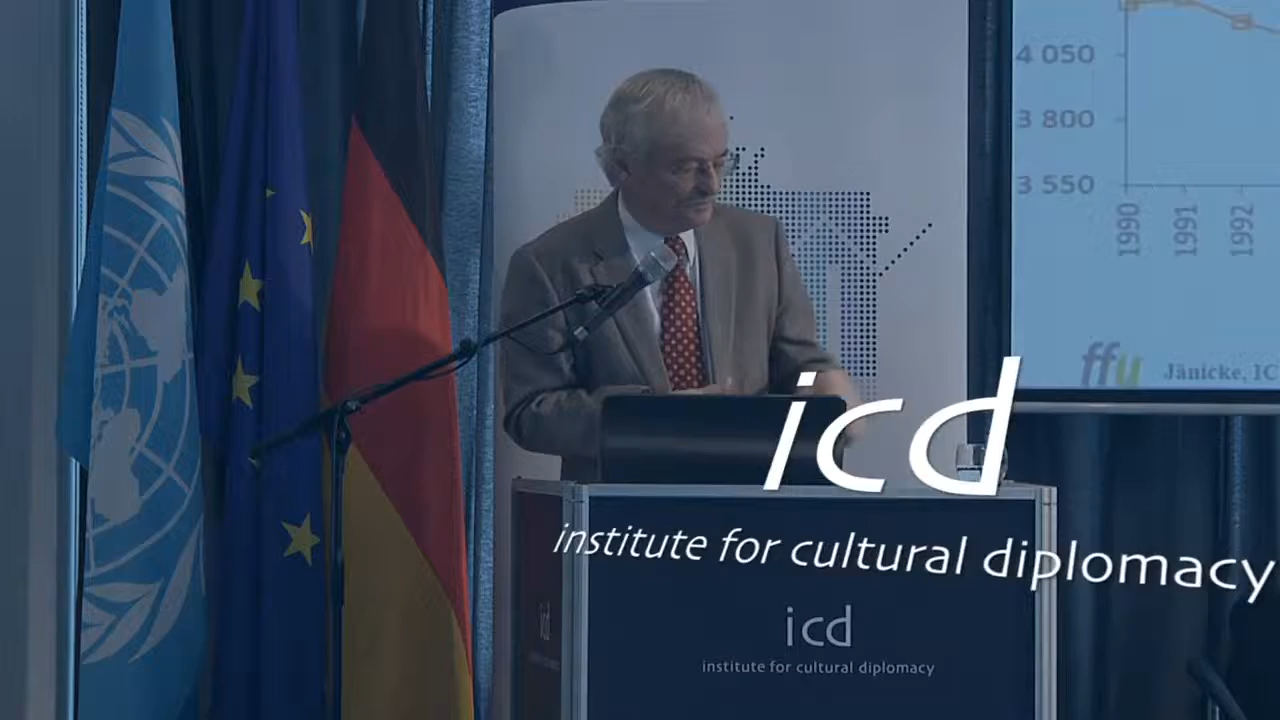 4 050
3 800
3 550
1990
1991
1992
ffu
Jänicke, IC
icd
institute for cultural diplomacy
icd
icd
institute for cultural diplomacy